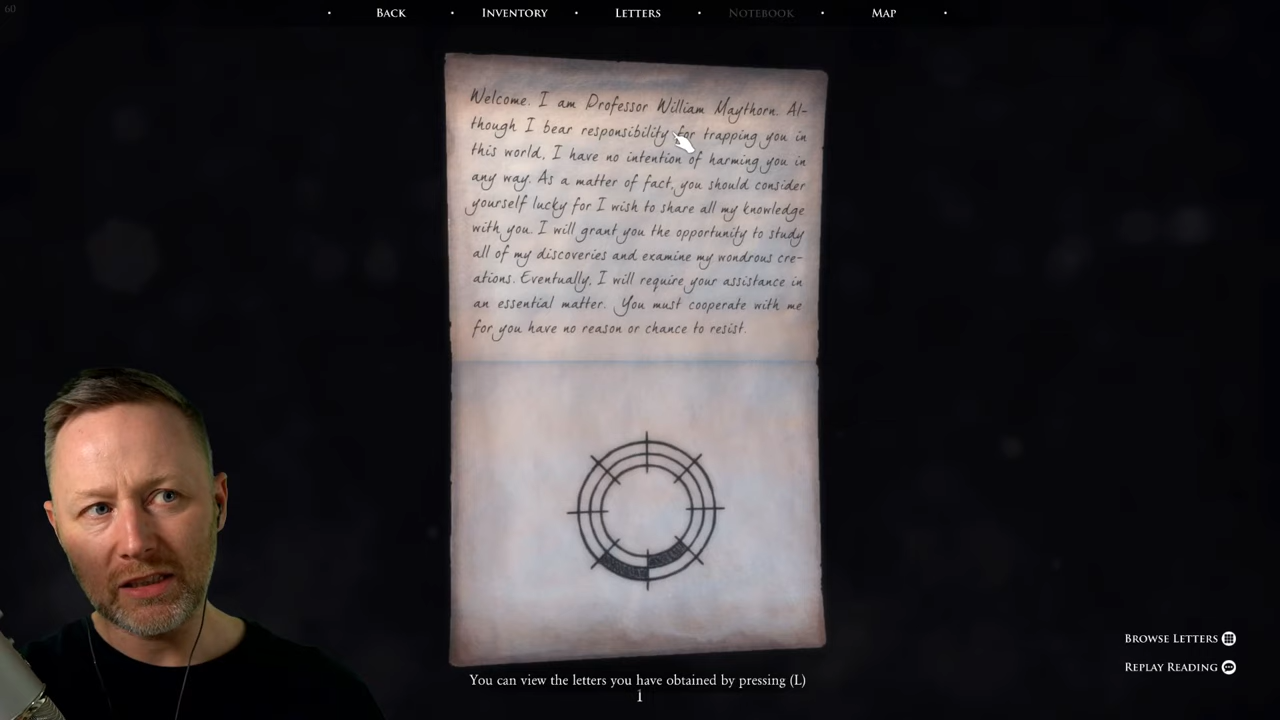 60
BACK
INVENTORY
LETTERS
NOTEBOOK
MAP
Welcome. I am Professor William Maythorn. Al-
though I bear responsibility for trapping you in
this world, I have no intention of harming you in
any way. As a matter of fact, you should consider
yourself lucky for I wish to share all my knowledge
with you. I will grant you the opportunity to study
all of my discoveries and examine my wondrous cre-
ations. Eventually, I will require your assistance in
an essential matter. You must cooperate with me
for you have no reason or chance to resist.
BROWSE LETTERS
REPLAY READING
You can view the letters you have obtained by pressing (L)
1